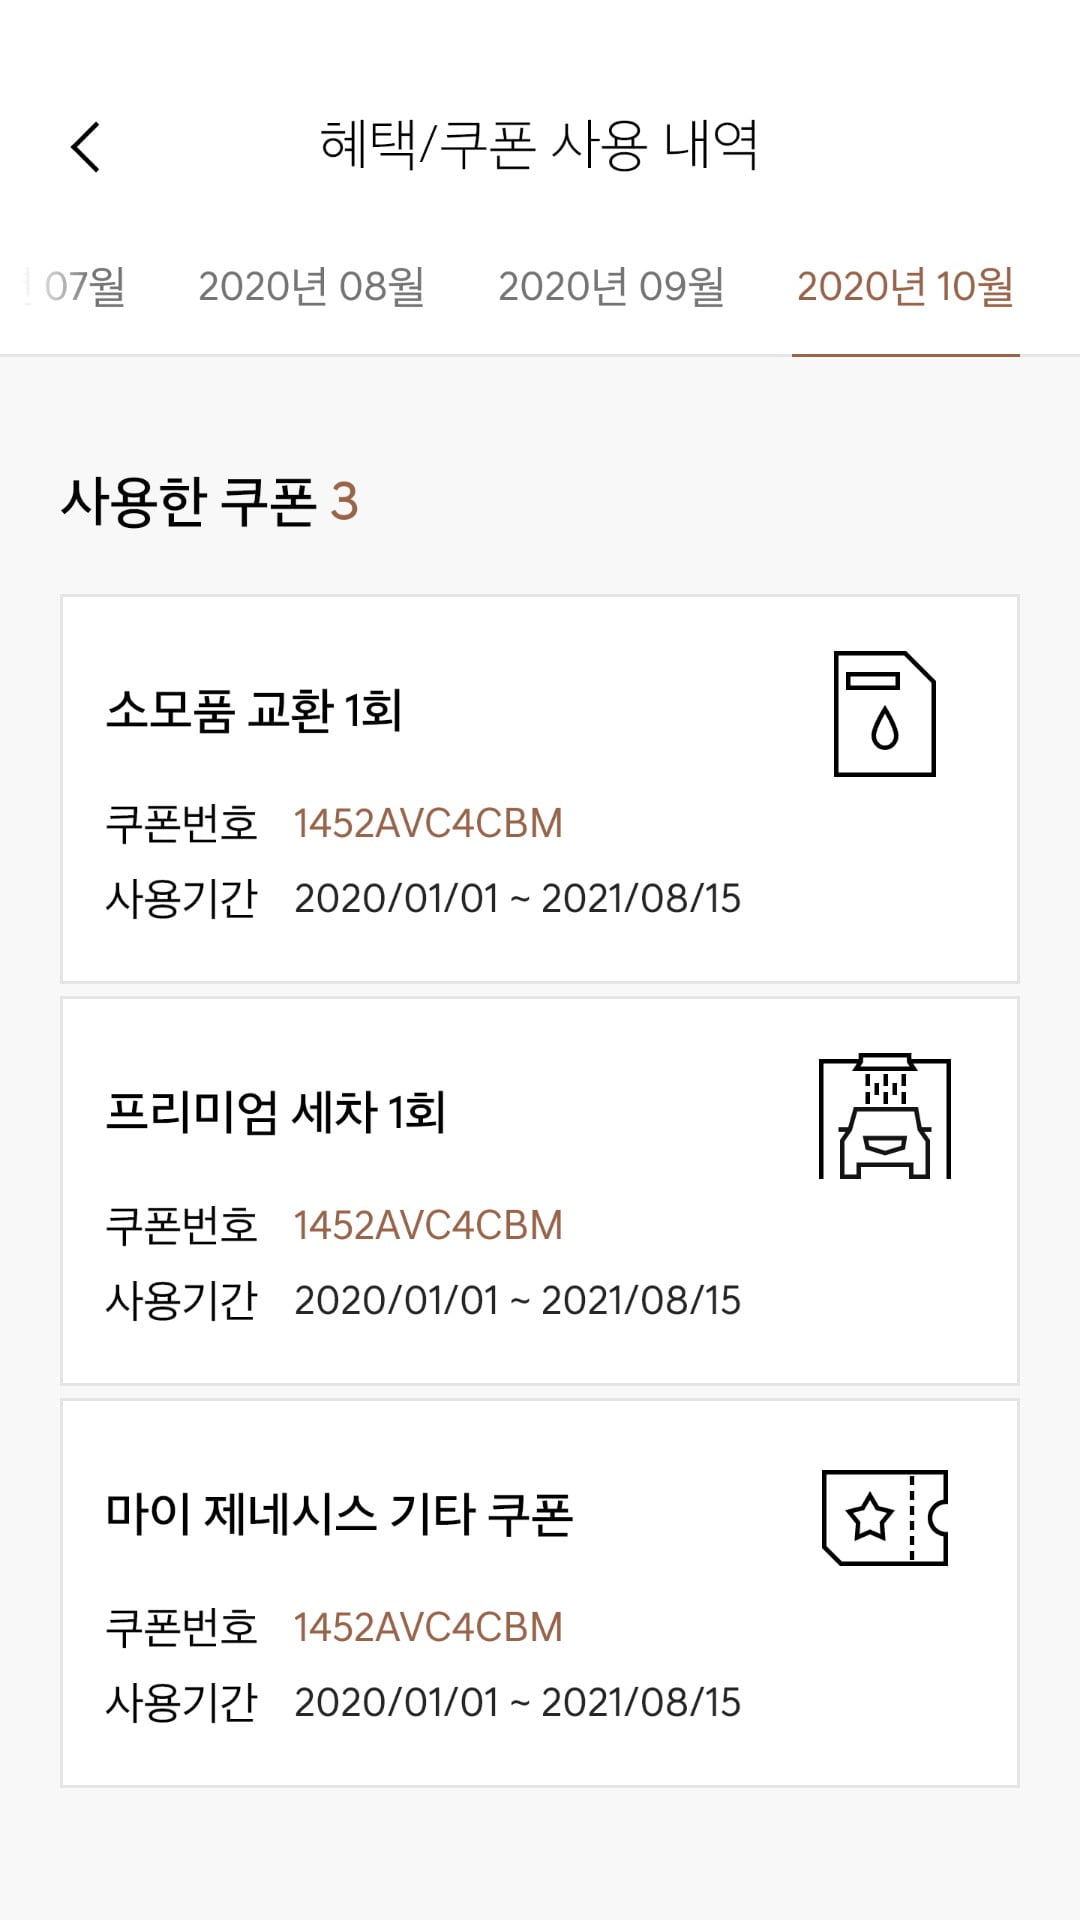 혜택/쿠폰 사용 내역
07월 2020년 08월 2020년 09월 2020년 10월
사용한 쿠폰 3
소모품 교환 1회
쿠폰번호 1452AVC4CBM
사용기간 2020/01/01 ~ 2021/08/15
프리미엄 세차 1회
쿠폰번호 1452AVC4CBM
사용기간 2020/01/01 ~ 2021/08/15
마이 제네시스 기타 쿠폰
쿠폰번호 1452AVC4CBM
사용기간 2020/01/01 ~ 2021/08/15